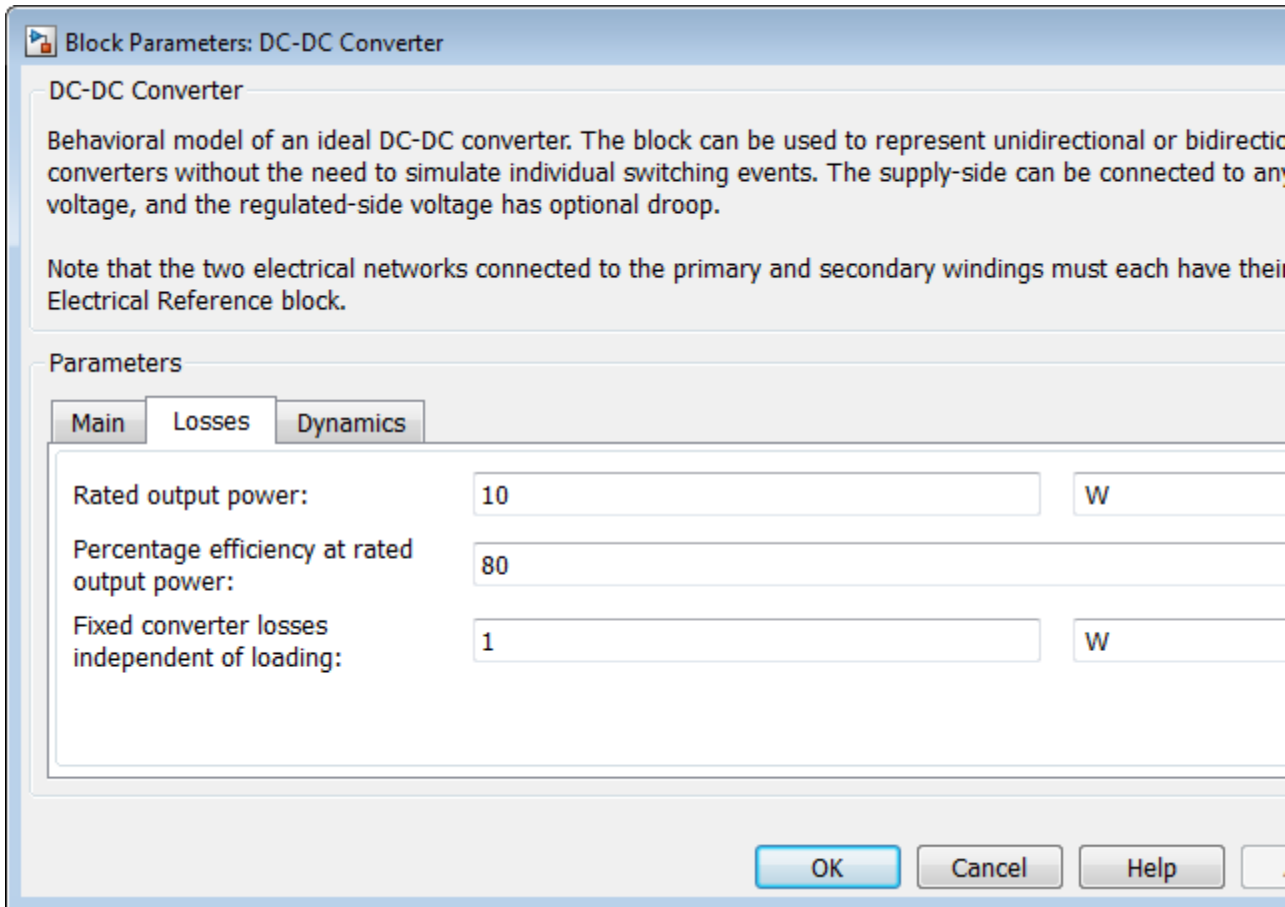 Block Parameters: DC-DC Converter
DC-DC Converter
Behavioral model of an ideal DC-DC converter. The block can be used to represent unidirectional or
converters without the need to simulate individual switching events. The supply-side can be connected to
voltage, and the regulated-side voltage has optional droop.
Note that the two electrical networks connected to the primary and secondary windings must each have their
Electrical Reference block.
Parameters
Main Losses Dynamics
Rated output power: 10 W
Percentage efficiency at rated
output power: 80
Fixed converter losses
independent of loading: 1 W
OK Cancel Help